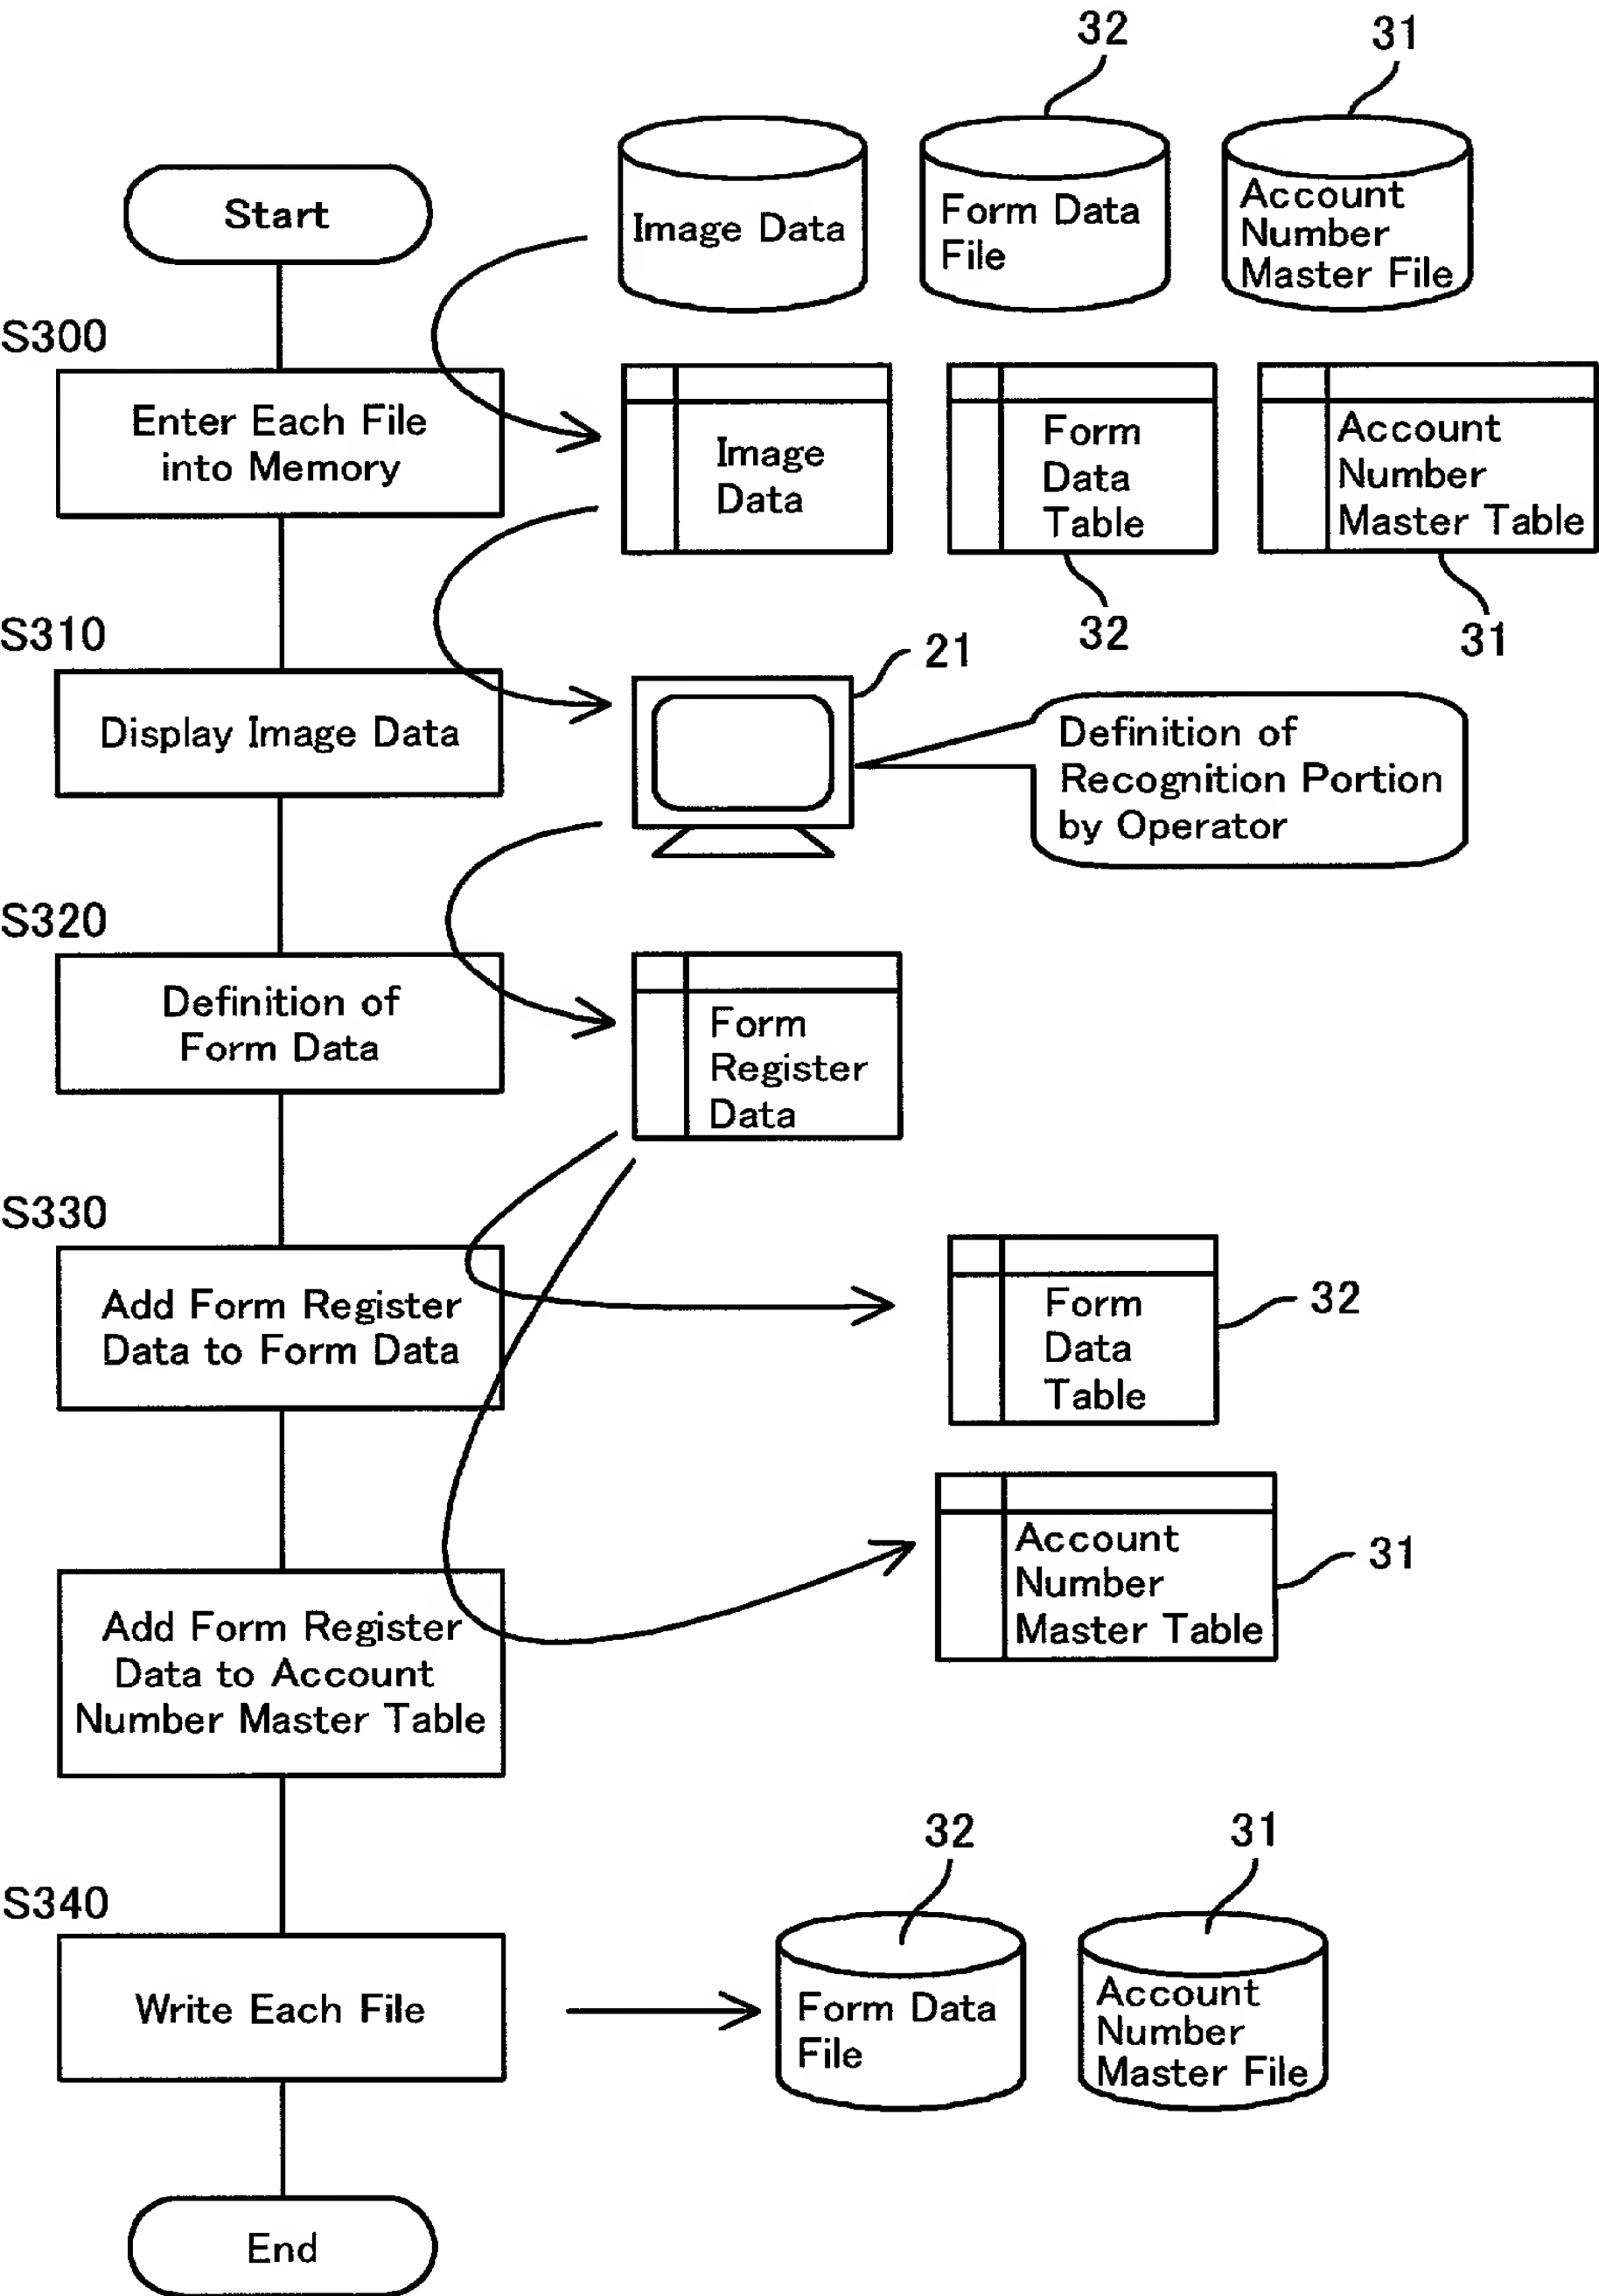 32
31
Start
Image Data
Form Data
File
Account
Number
Master File
S300
Enter Each File
into Memory
Image
Data
Form
Data
Table
Account
Number
Master Table
32
31
S310
Display Image Data
21
Definition of
Recognition Portion
by Operator
S320
Definition of
Form Data
Form
Register
Data
S330
Add Form Register
Data to Form Data
Form
Data
Table
32
Add Form Register
Data to Account
Number Master Table
Account
Number
Master Table
31
S340
Write Each File
32
31
Form Data
File
Account
Number
Master File
End